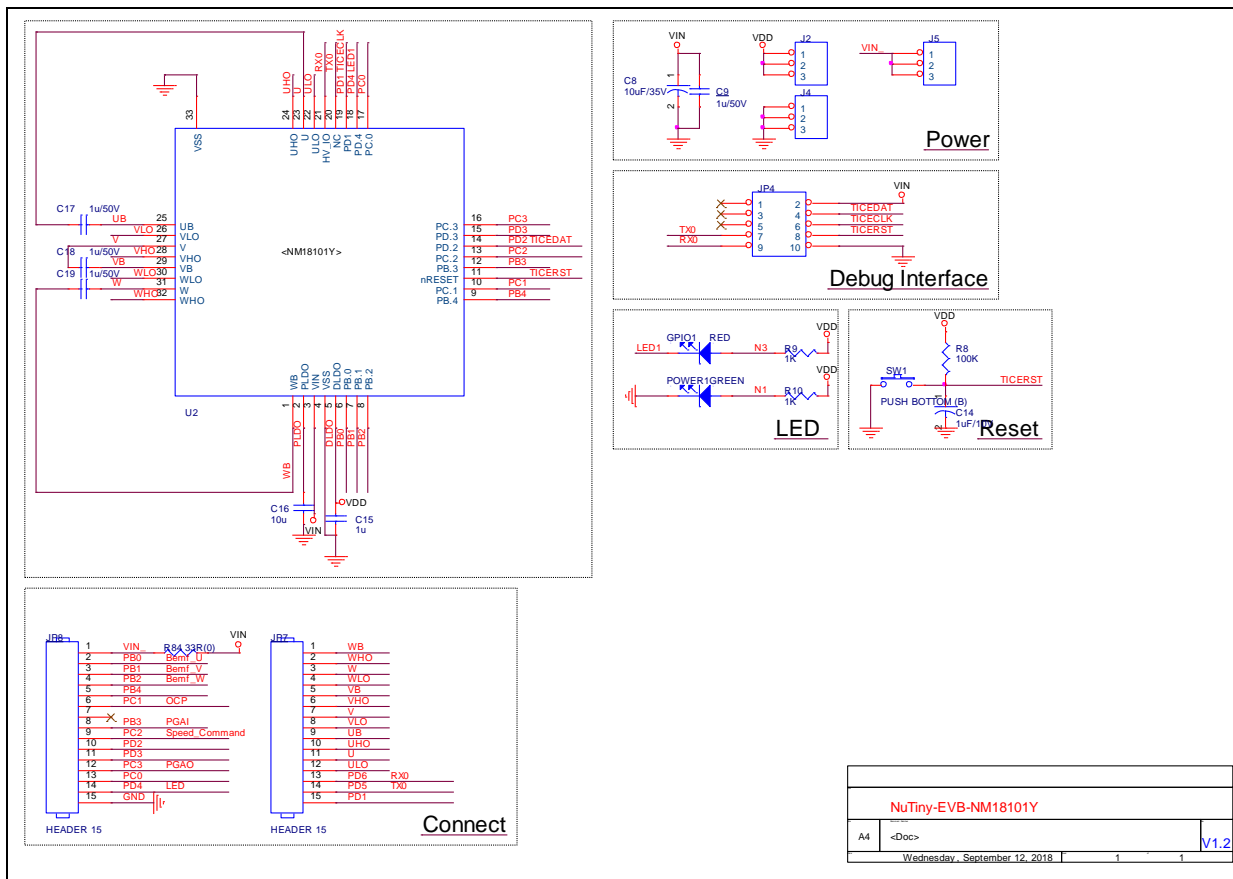 UHO
U
ULO
RX0
TX0
PD1 TICECLK
PD4 LED1
PC0
33
24
23
22
21
20
19
18
17
VSS
UHO
U
ULO
HV_IO
NC
PD1
PD.4
PC.0
C17 1u/50V
C18 1u/50V
C19 1u/50V
UB 25 UB
VLO 26 VLO
V 27 V
VHO 28 VHO
VB 29 VB
WLO 30 WLO
W 31 W
WHO 32 WHO
<NM18101Y>
PC.3 16 PC3
PD.3 15 PD3
PD.2 14 PD2 TICEDAT
PC.2 13 PC2
PB.3 12 PB3
nRESET 11 TICERST
PC.1 10 PC1
PB.4 9 PB4
WB
PLDO
VIN
VSS
DLDO
PB.0
PB.1
PB.2
U2
1
2
3
4
5
6
7
8
WB
PLDO
DLDO
PB0
PB1
PB2
C16
10u
VIN
VDD
C15
1u
VIN
C8
10uF/35V
1
2
C9
1u/50V
VDD
J2
1
2
3
J4
1
2
3
VIN_
J5
1
2
3
Power
JP4
VIN
1 2
3 4 TICEDAT
5 6 TICECLK
TX0 7 8 TICERST
RX0 9 10
Debug Interface
GPIO1 RED
LED1 N3 R9
1K
VDD
POWER1GREEN
N1 R10
1K
VDD
LED
VDD
R8
100K
SW1
TICERST
PUSH BOTTOM (B)
1
2
C14
1uF/10V
Reset
JP8
1 VIN_ R84 33R(0) VIN
2 PB0 Bemf_U
3 PB1 Bemf_V
4 PB2 Bemf_W
5 PB4
6 PC1 OCP
7
8 PB3 PGAI
9 PC2 Speed_Command
10 PD2
11 PD3
12 PC3 PGAO
13 PC0
14 PD4 LED
15 GND
HEADER 15
JP7
1 WB
2 WHO
3 W
4 WLO
5 VB
6 VHO
7 V
8 VLO
9 UB
10 UHO
11 U
12 ULO
13 PD6 RX0
14 PD5 TX0
15 PD1
HEADER 15
Connect
NuTiny-EVB-NM18101Y
A4 <Doc> V1.2
Wednesday, September 12, 2018 1 1